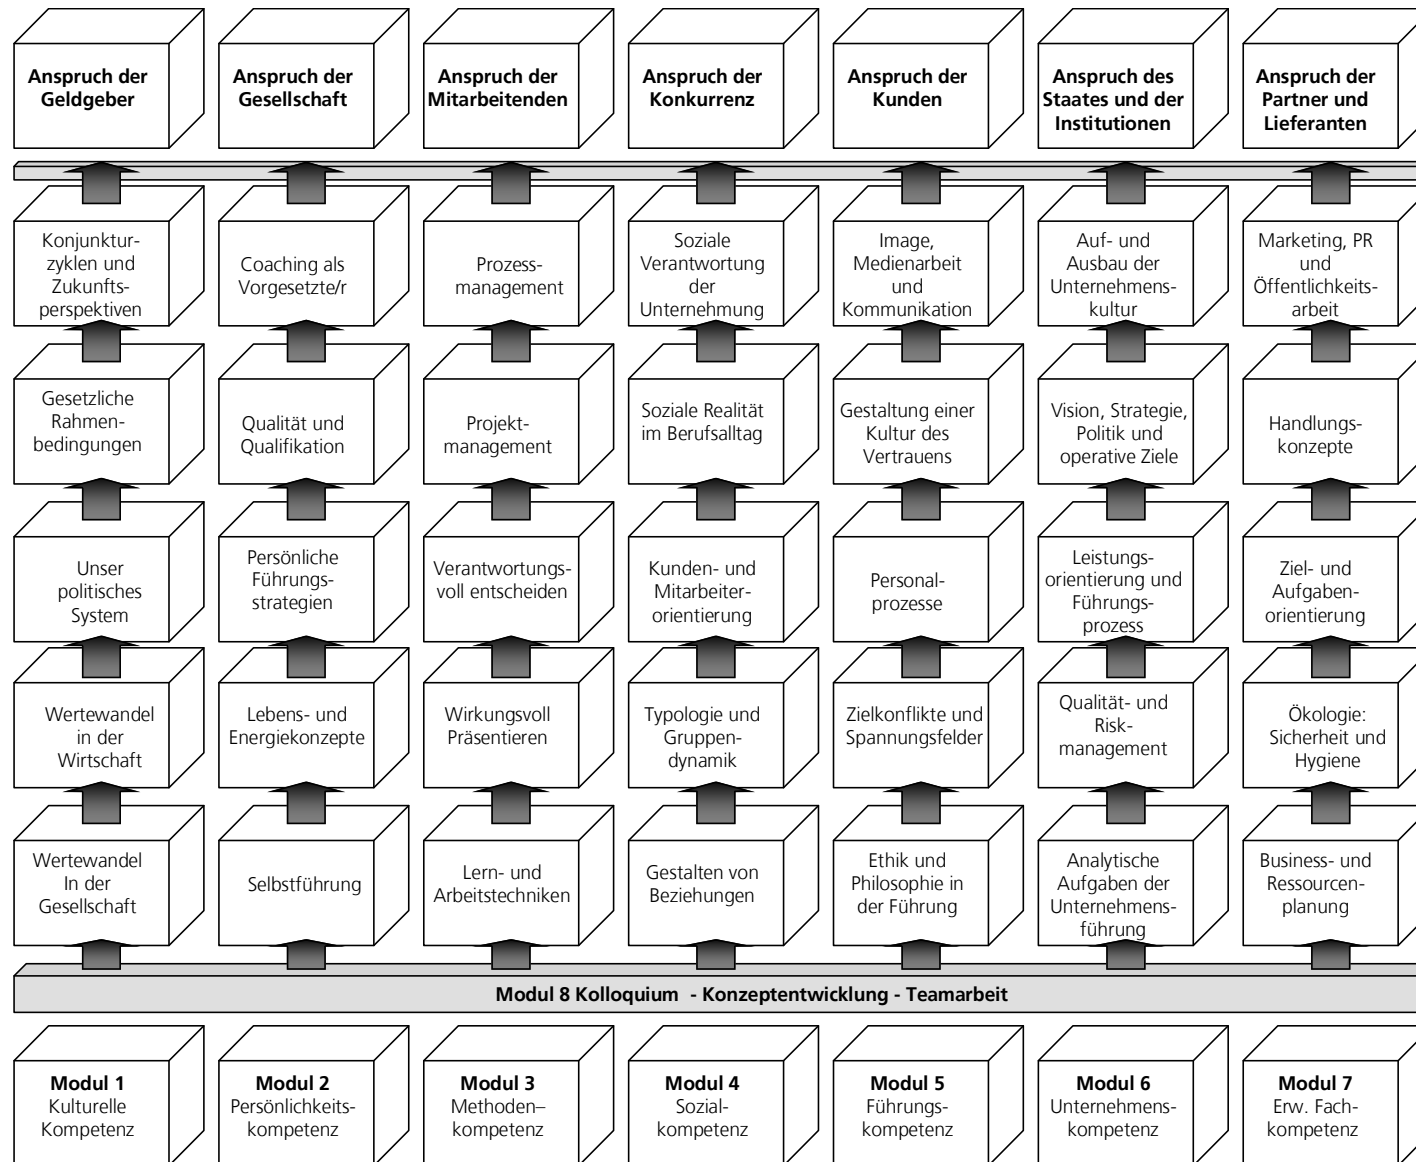 Anspruch der
Geldgeber
Anspruch der
Gesellschaft
Anspruch der
Mitarbeitenden
Anspruch der
Konkurrenz
Anspruch der
Kunden
Anspruch des
Staates und der
Institutionen
Anspruch der
Partner und
Lieferanten
Konjunktur-
zyklen und
Zukunfts-
perspektiven
Coaching als
Vorgesetzte/r
Prozess-
management
Soziale
Verantwortung
der
Unternehmung
Image,
Medienarbeit
und
Kommunikation
Auf- und
Ausbau der
Unternehmens-
kultur
Marketing, PR
und
Öffentlichkeits-
arbeit
Gesetzliche
Rahmen-
bedingungen
Qualität und
Qualifikation
Projekt-
management
Soziale Realität
im Berufsalltag
Gestaltung einer
Kultur des
Vertrauens
Vision, Strategie,
Politik und
operative Ziele
Handlungs-
konzepte
Unser
politisches
System
Persönliche
Führungs-
strategien
Verantwortungs-
voll entscheiden
Kunden- und
Mitarbeiter-
orientierung
Personal-
prozesse
Leistungs-
orientierung und
Führungs-
prozess
Ziel- und
Aufgaben-
orientierung
Wertewandel
in der
Wirtschaft
Lebens- und
Energiekonzepte
Wirkungsvoll
Präsentieren
Typologie und
Gruppen-
dynamik
Zielkonflikte und
Spannungsfelder
Qualität- und
Risk-
management
Ökologie:
Sicherheit und
Hygiene
Wertewandel
In der
Gesellschaft
Selbstführung
Lern- und
Arbeitstechniken
Gestalten von
Beziehungen
Ethik und
Philosophie in
der Führung
Analytische
Aufgaben der
Unternehmens-
führung
Business- und
Ressourcen-
planung
Modul 8 Kolloquium - Konzeptentwicklung - Teamarbeit
Modul 1
Kulturelle
Kompetenz
Modul 2
Persönlichkeits-
kompetenz
Modul 3
Methoden–
kompetenz
Modul 4
Sozial-
kompetenz
Modul 5
Führungs-
kompetenz
Modul 6
Unternehmens-
kompetenz
Modul 7
Erw. Fach-
kompetenz